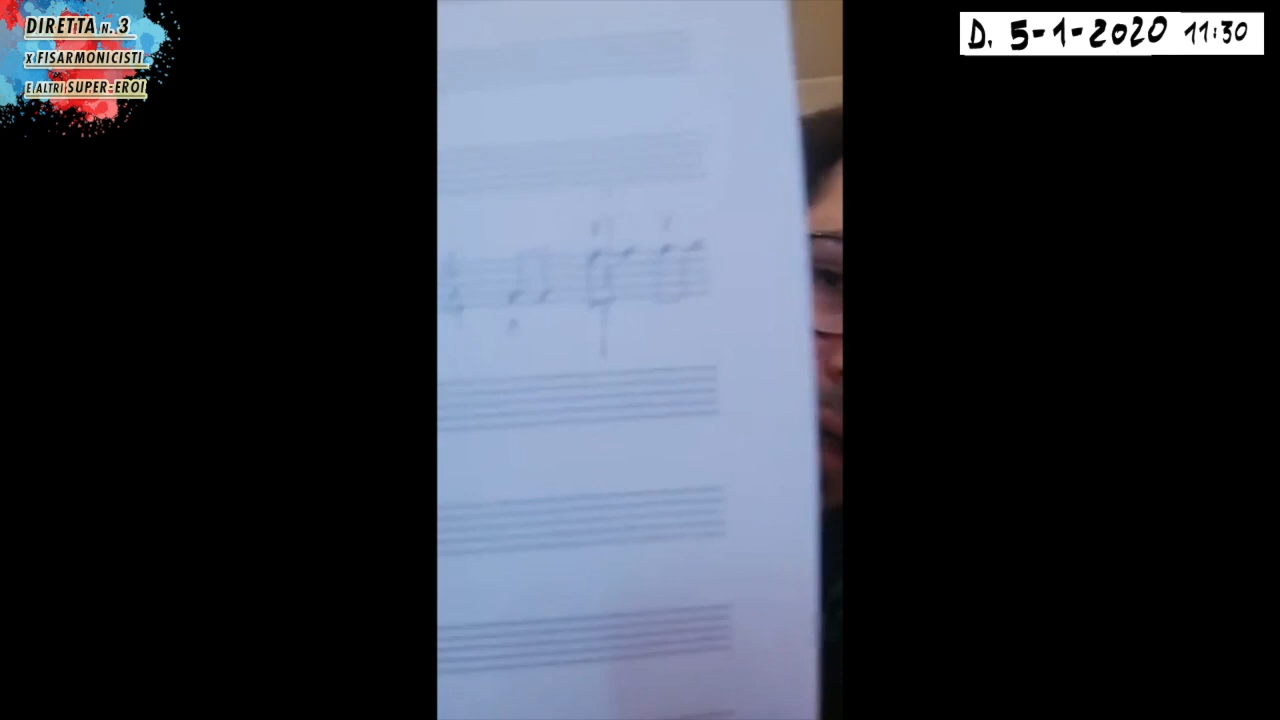 DIRETTA N. 3
X FISARMONICISTI
E ALTRI SUPER-EROI
D. 5-1-2020 11:30